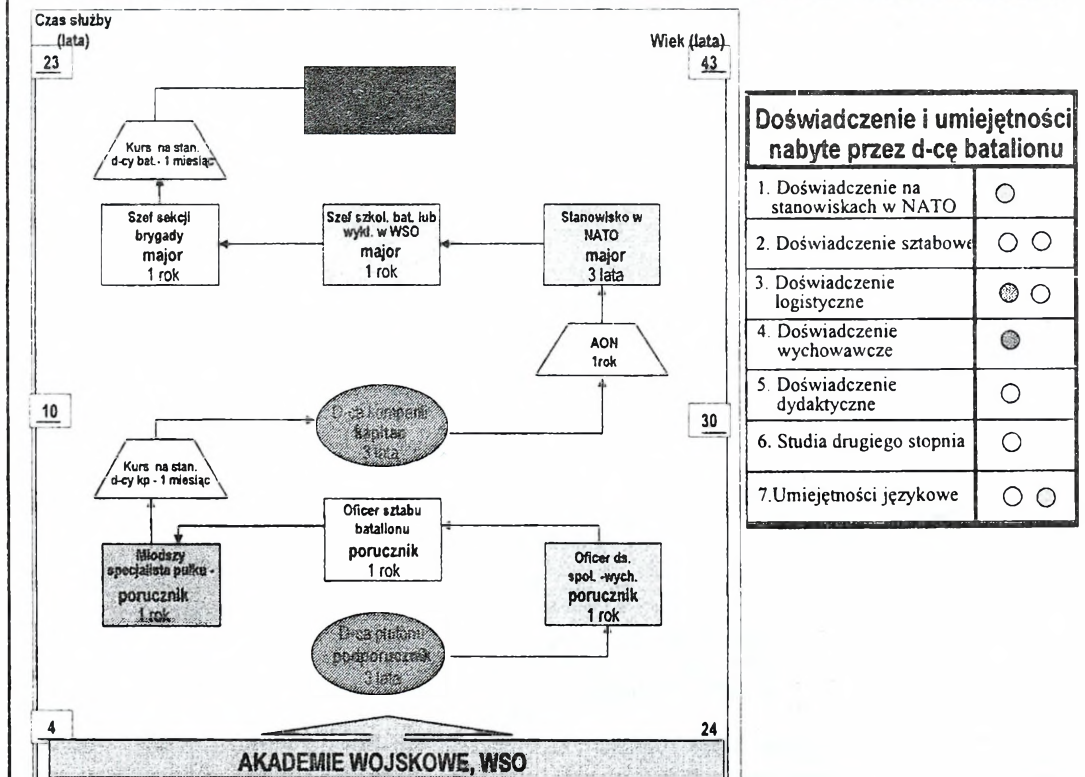 Czas służby
(lata)
Wiek (lata)
23
43
Kurs na stan.
d-cy bat.- 1 miesiąc
Szef sekcji
brygady
major
1 rok
Szef szkol. bat. lub
wykł. w WSO
major
1 rok
Stanowisko w
NATO
major
3 lata
AON
1rok
10
30
D-ca kompanii
kapitan
3 lata
Kurs na stan.
d-cy kp - 1 miesiąc
Oficer sztabu
batalionu
porucznik
1 rok
Młodszy
specjalista pułku -
porucznik
1 rok
Oficer ds.
społ. -wych.
porucznik
1 rok
D-ca plutonu
podporucznik
3 lata
4
24
AKADEMIE WOJSKOWE, WSO
Doświadczenie i umiejętności
nabyte przez d-cę batalionu
1. Doświadczenie na
stanowiskach w NATO
2. Doświadczenie sztabowe
3. Doświadczenie
logistyczne
4. Doświadczenie
wychowawcze
5. Doświadczenie
dydaktyczne
6. Studia drugiego stopnia
7.Umiejętności językowe